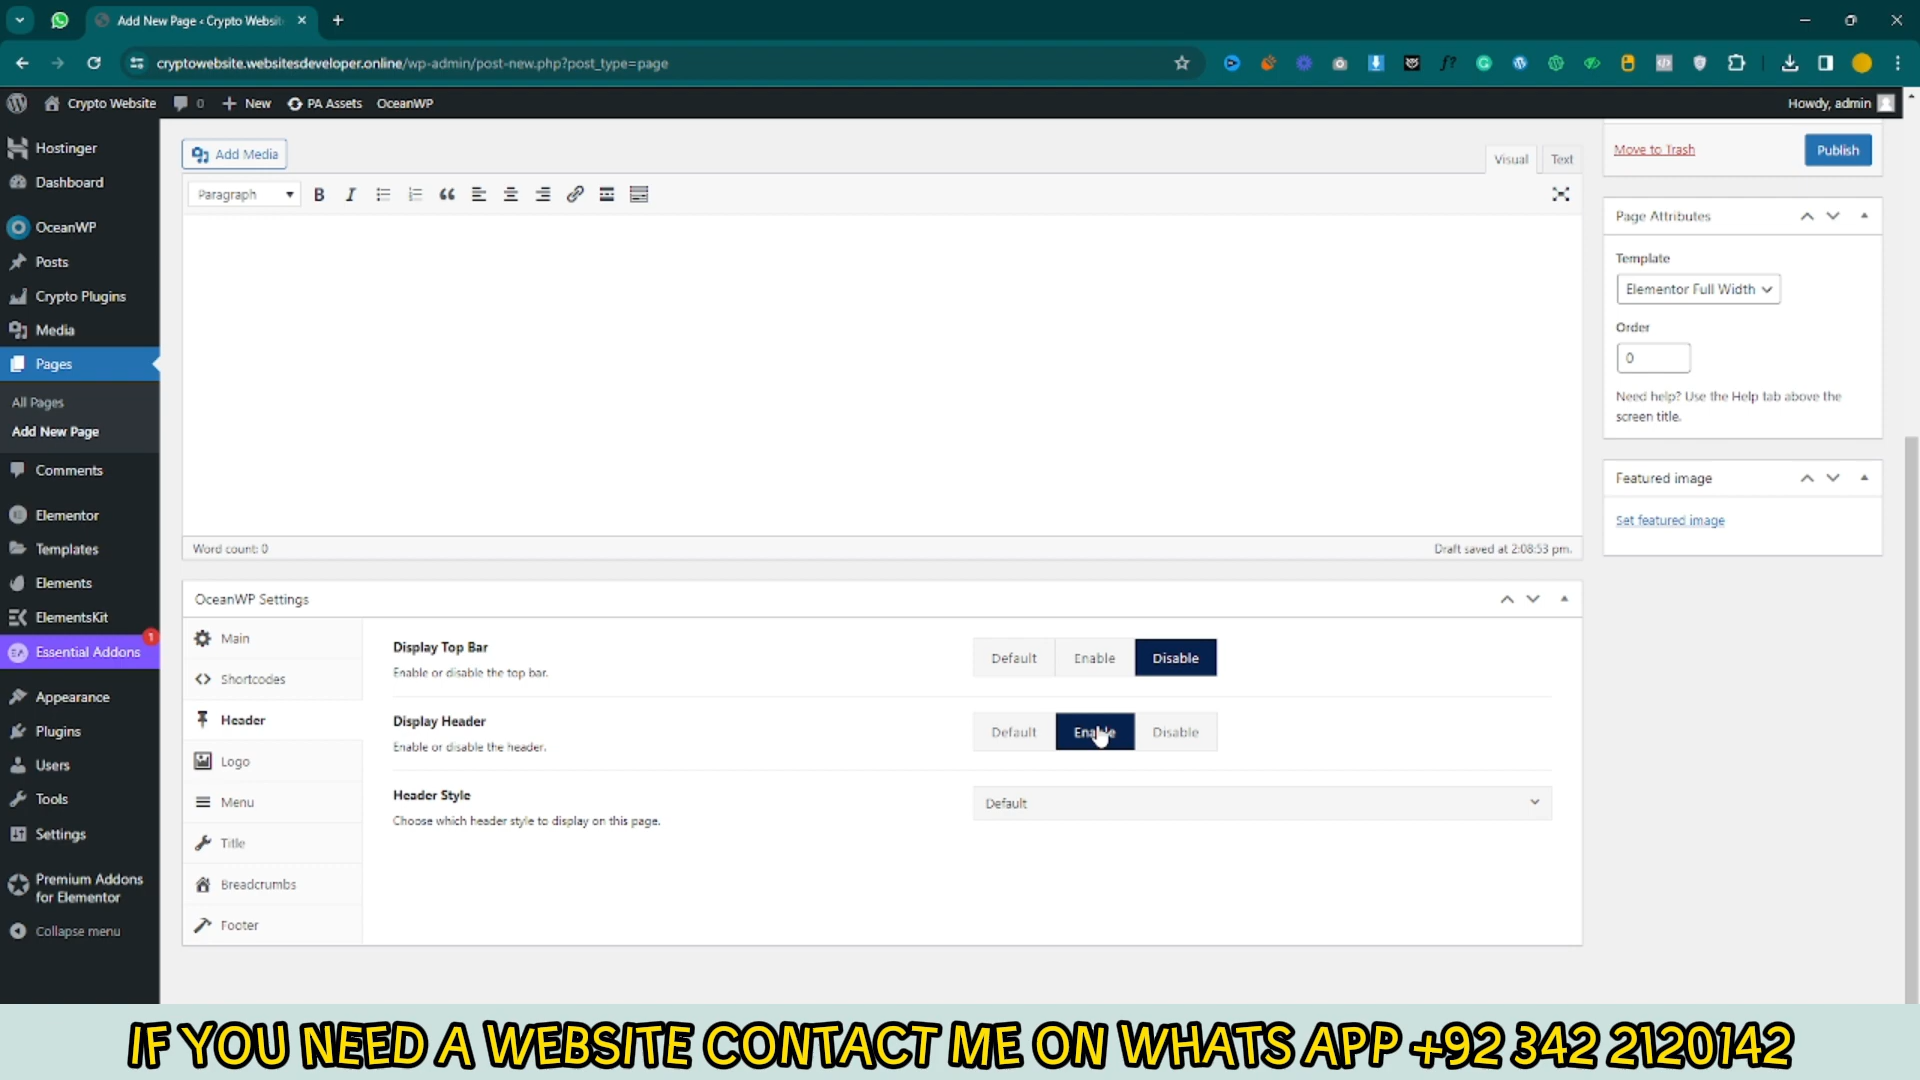 Add New Page ‹ Crypto Websit
cryptowebsite.websitesdeveloper.online/wp-admin/post-new.php?post_type=page
Crypto Website 0 New PA Assets OceanWP Howdy, admin
Hostinger
Dashboard
OceanWP
Posts
Crypto Plugins
Media
Pages
All Pages
Add New Page
Comments
Elementor
Templates
Elements
ElementsKit
1
Essential Addons
Appearance
Plugins
Users
Tools
Settings
Premium Addons
for Elementor
Collapse menu
Add Media
Visual Text
Paragraph B I
Word count: 0 Draft saved at 2:08:53 pm.
OceanWP Settings
Main
Shortcodes
Header
Logo
Menu
Title
Breadcrumbs
Footer
Display Top Bar
Enable or disable the top bar.
Default Enable Disable
Display Header
Enable or disable the header.
Default Enable Disable
Header Style
Choose which header style to display on this page.
Default
Move to Trash Publish
Page Attributes
Template
Elementor Full Width
Order
0
Need help? Use the Help tab above the
screen title.
Featured image
Set featured image
IF YOU NEED A WEBSITE CONTACT ME ON WHATS APP +92 342 2120142